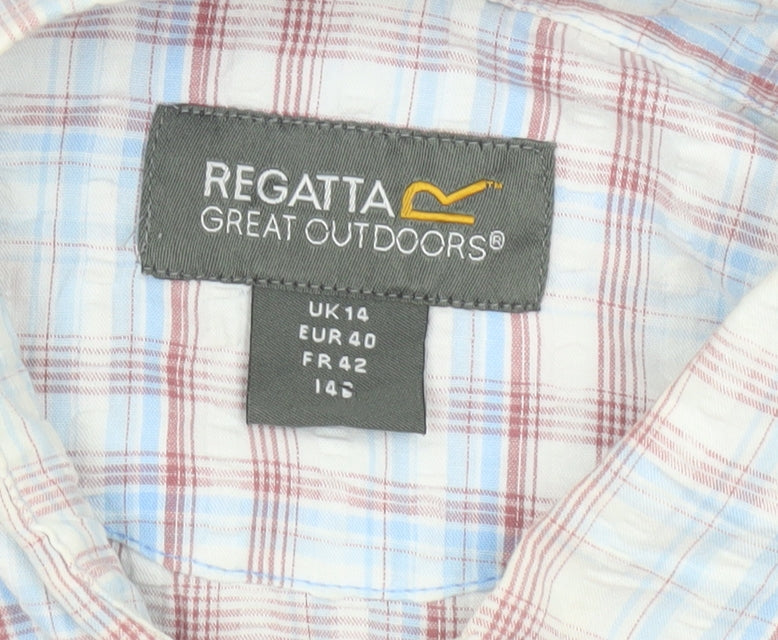 REGATTA
GREAT OUTDOORS®
UK 14
EUR 40
FR 42